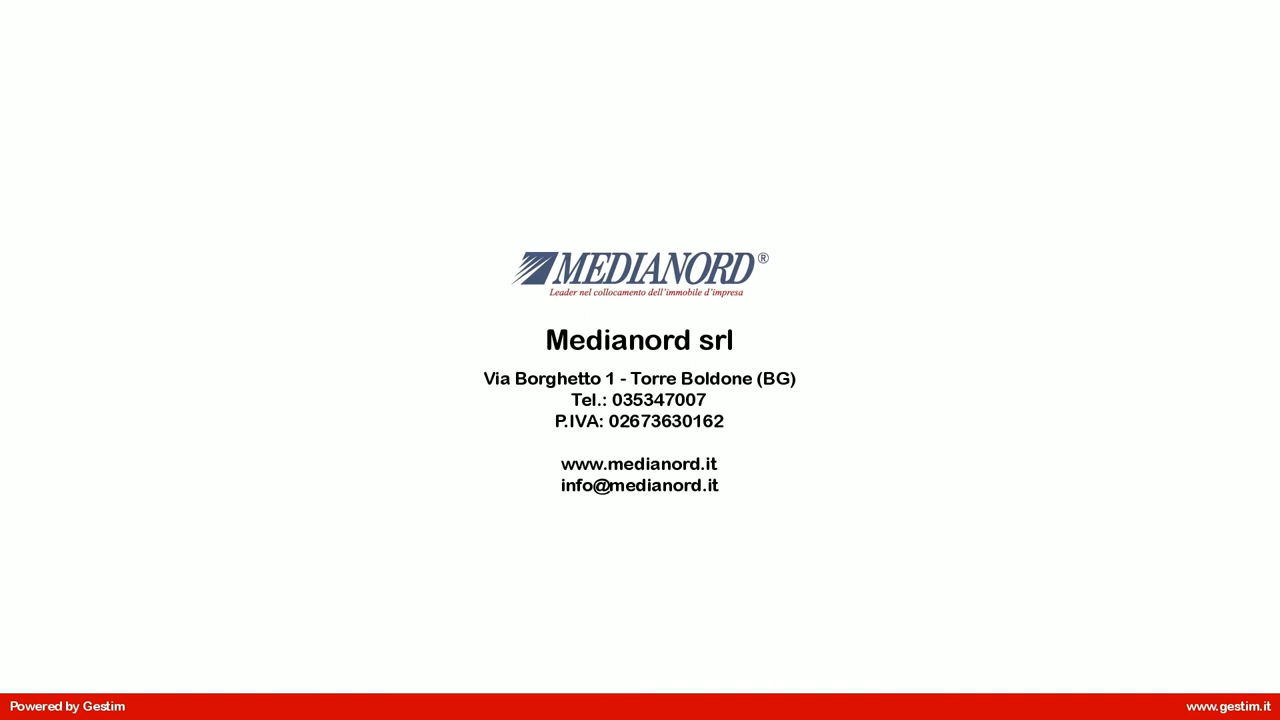 MEDIANORD®
Leader nel collocamento dell'immobile d'impresa
Medianord srl
Via Borghetto 1 - Torre Boldone (BG)
Tel.: 035347007
P.IVA: 02673630162
www.medianord.it
info@medianord.it
Powered by Gestim
www.gestim.it